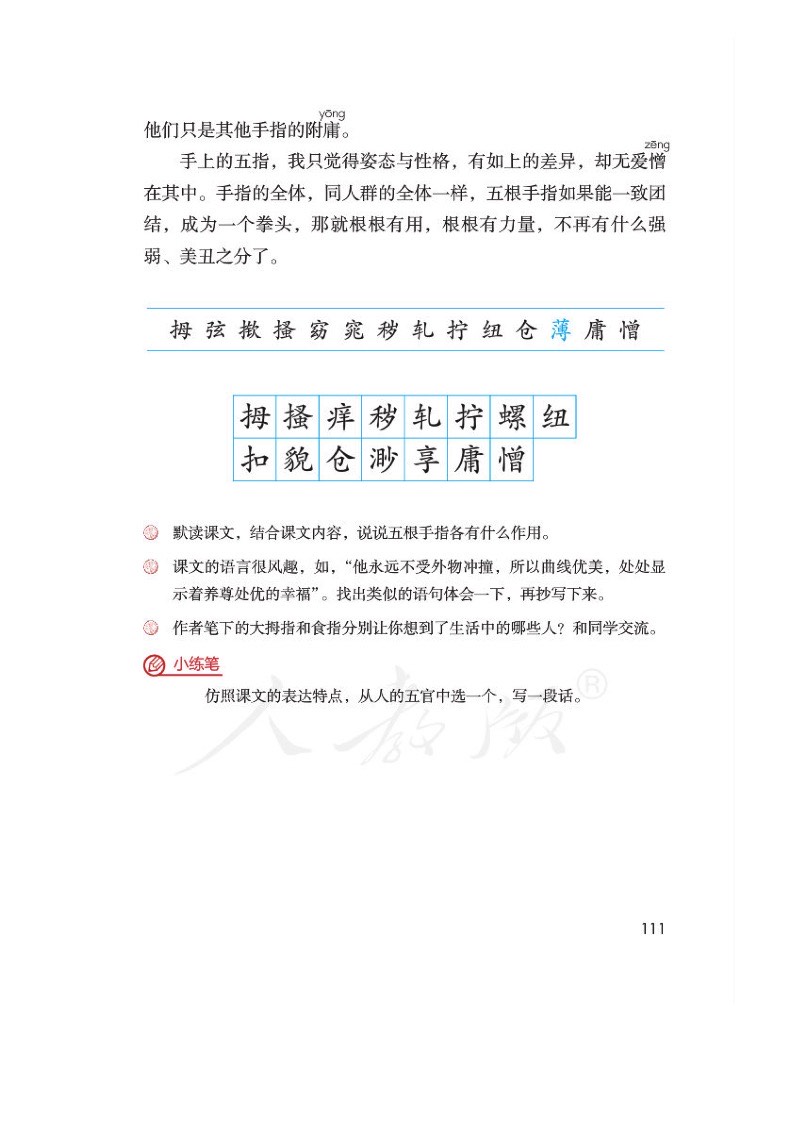 yōng
他们只是其他手指的附庸。
zēng
手上的五指，我只觉得姿态与性格，有如上的差异，却无爱憎
在其中。手指的全体，同人群的全体一样，五根手指如果能一致团
结，成为一个拳头，那就根根有用，根根有力量，不再有什么强
弱、美丑之分了。
拇 弦 揿 搔 窈 窕 秽 轧 拧 纽 仓 薄 庸 憎
拇 搔 痒 秽 轧 拧 螺 纽
扣 貌 仓 渺 享 庸 憎
默读课文，结合课文内容，说说五根手指各有什么作用。
课文的语言很风趣，如，“他永远不受外物冲撞，所以曲线优美，处处显
示着养尊处优的幸福”。找出类似的语句体会一下，再抄写下来。
作者笔下的大拇指和食指分别让你想到了生活中的哪些人？和同学交流。
小练笔
仿照课文的表达特点，从人的五官中选一个，写一段话。
人教版®
111